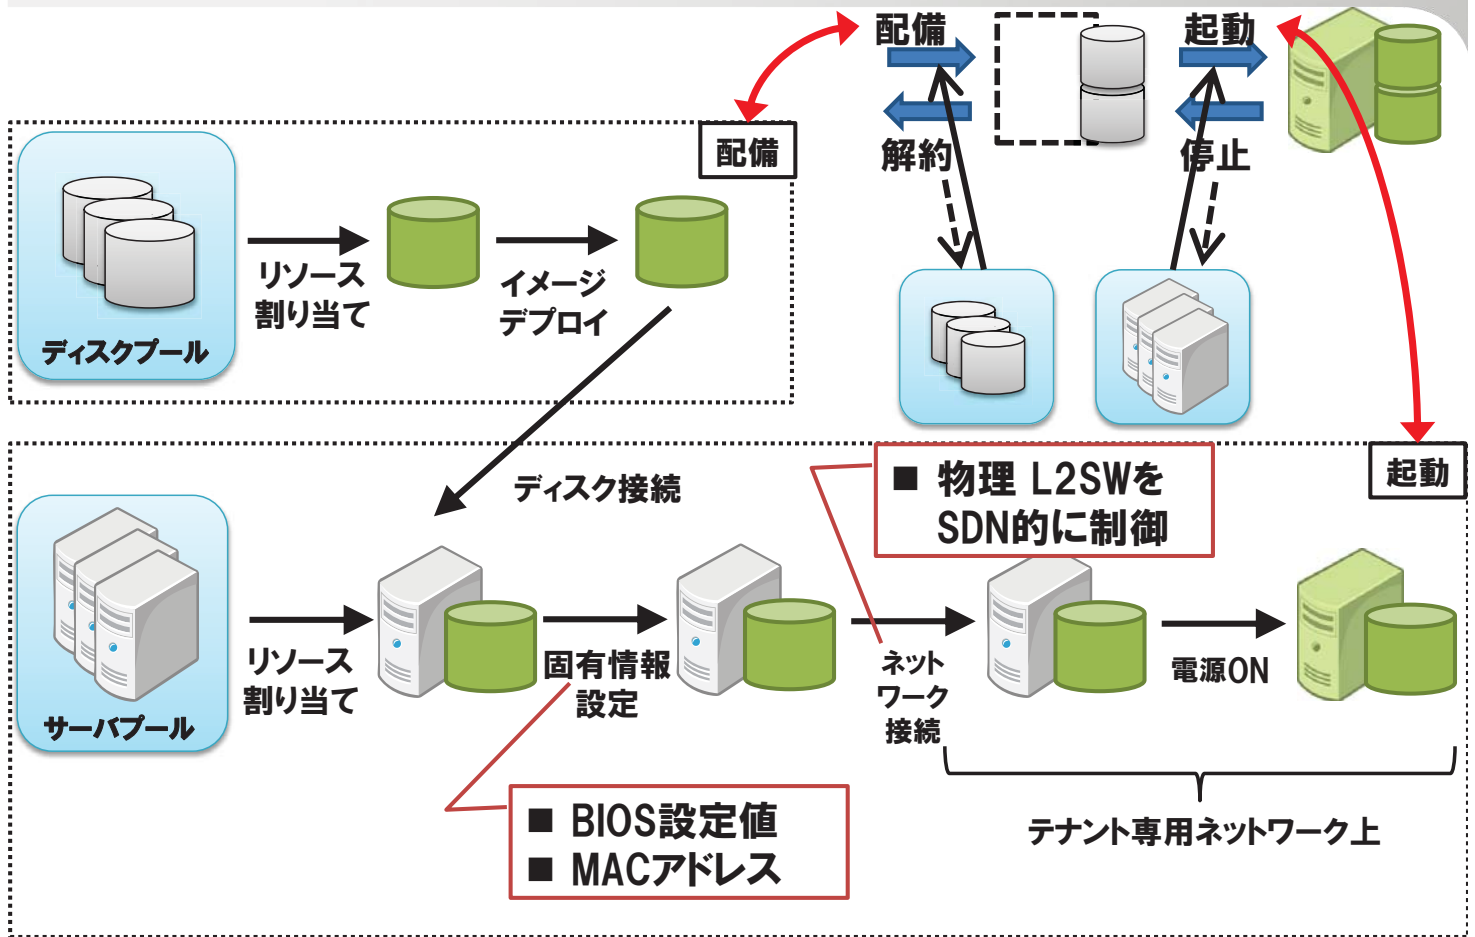 配備
起動
解約
停止
配備
リソース
割り当て
イメージ
デプロイ
ディスクプール
ディスク接続
■ 物理 L2SWを
SDN的に制御
起動
リソース
割り当て
サーバプール
固有情報
設定
ネット
ワーク
接続
電源ON
■ BIOS設定値
■ MACアドレス
テナント専用ネットワーク上